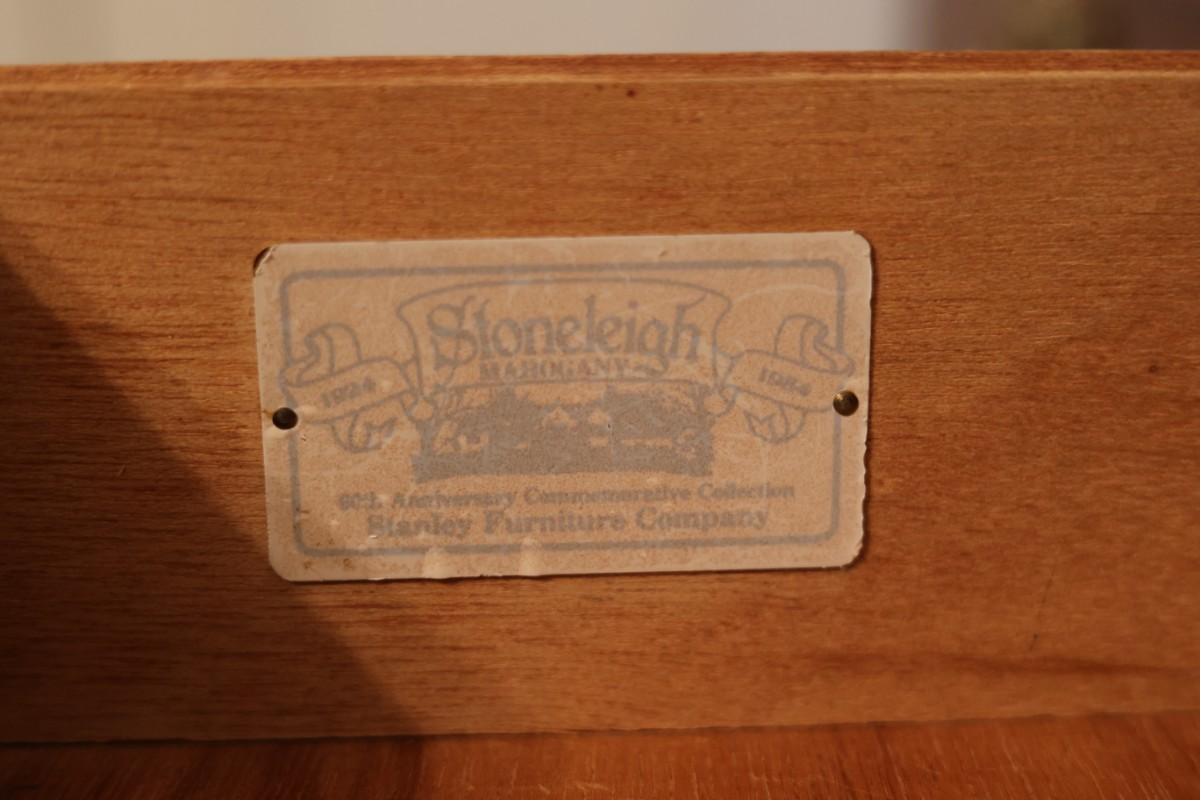 Stoneleigh
MAHOGANY
1924
1984
60th Anniversary Commemorative Collection
Stanley Furniture Company